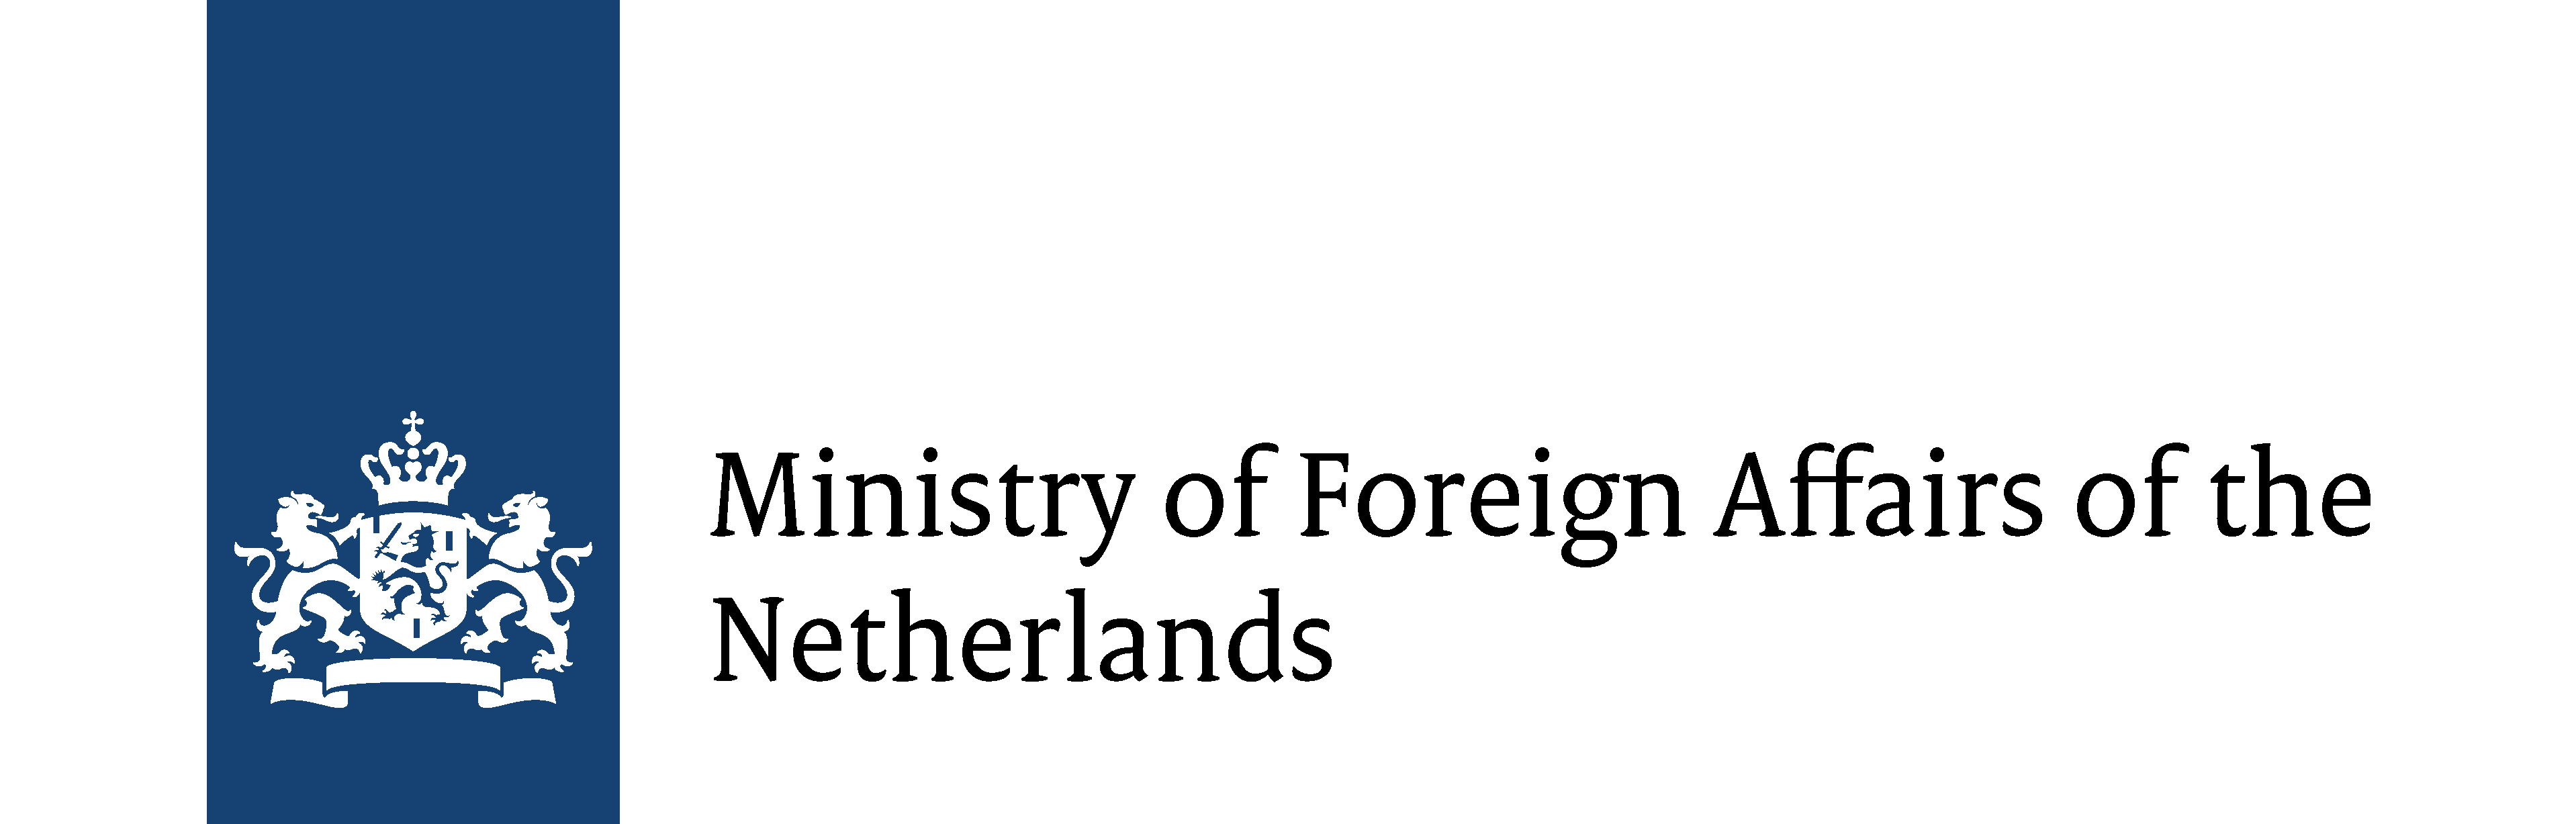 Ministry of Foreign Affairs of the
Netherlands